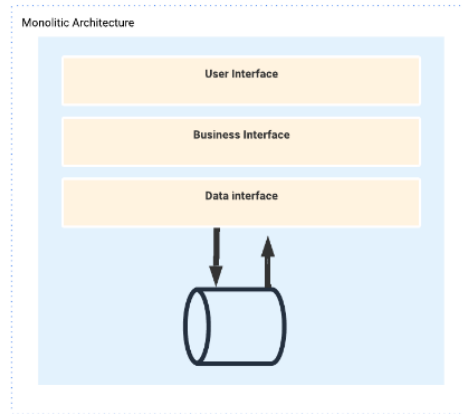 Monolitic Architecture
User Interface
Business Interface
Data interface